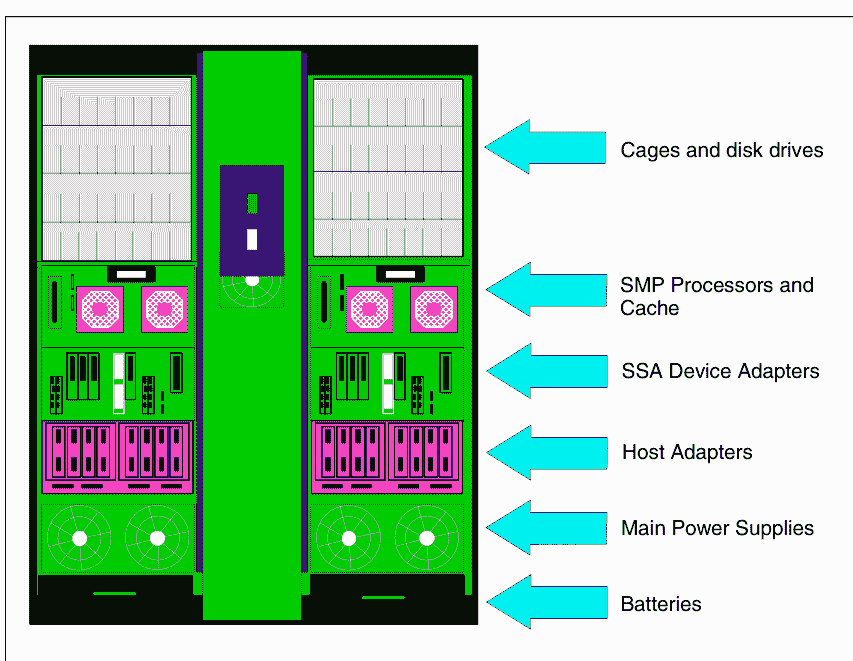 Cages and disk drives
SMP Processors and
Cache
SSA Device Adapters
Host Adapters
Main Power Supplies
Batteries